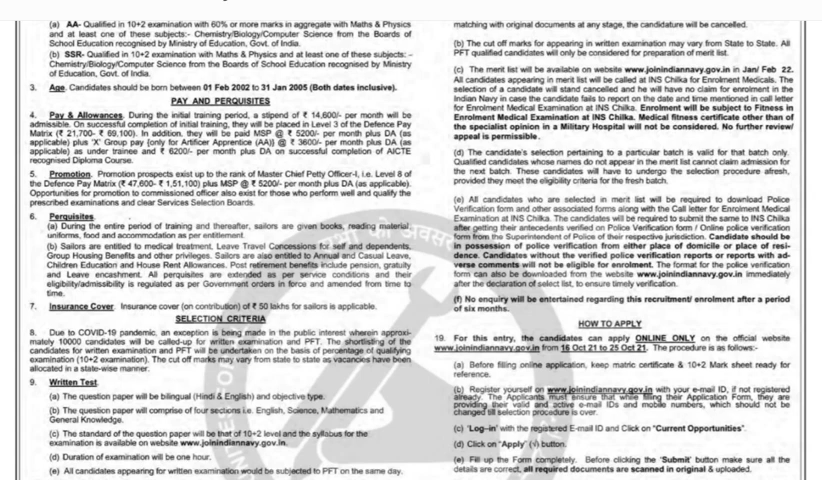 (a) AA- Qualified in 10+2 examination with 60% or more marks in aggregate with Maths & Physics
and at least one of these subjects:- Chemistry/Biology/Computer Science from the Boards of
School Education recognised by Ministry of Education, Govt. of India.
(b) SSR- Qualified in 10+2 examination with Maths & Physics and at least one of these subjects: –
Chemistry/Biology/Computer Science from the Boards of School Education recognised by Ministry
of Education, Govt. of India.
3. Age. Candidates should be born between 01 Feb 2002 to 31 Jan 2005 (Both dates inclusive).
PAY AND PERQUISITES
4. Pay & Allowances. During the initial training period, a stipend of ₹ 14,600/- per month will be
admissible. On successful completion of initial training, they will be placed in Level 3 of the Defence Pay
Matrix (₹ 21,700- ₹ 69,100). In addition, they will be paid MSP @ ₹ 5200/- per month plus DA (as
applicable) plus 'X' Group pay {only for Artificer Apprentice (AA)} @ ₹ 3600/- per month plus DA (as
applicable) as under trainee and ₹ 6200/- per month plus DA on successful completion of AICTE
recognised Diploma Course.
5. Promotion. Promotion prospects exist up to the rank of Master Chief Petty Officer-I, i.e. Level 8 of
the Defence Pay Matrix (₹ 47,600- ₹ 1,51,100) plus MSP @ ₹ 5200/- per month plus DA (as applicable).
Opportunities for promotion to commissioned officer also exist for those who perform well and qualify the
prescribed examinations and clear Services Selection Boards.
6. Perquisites.
(a) During the entire period of training and thereafter, sailors are given books, reading material,
uniforms, food and accommodation as per entitlement.
(b) Sailors are entitled to medical treatment, Leave Travel Concessions for self and dependents,
Group Housing Benefits and other privileges. Sailors are also entitled to Annual and Casual Leave,
Children Education and House Rent Allowances. Post retirement benefits include pension, gratuity
and Leave encashment. All perquisites are extended as per service conditions and their
eligibility/admissibility is regulated as per Government orders in force and amended from time to
time.
7. Insurance Cover. Insurance cover (on contribution) of ₹ 50 lakhs for sailors is applicable.
SELECTION CRITERIA
8. Due to COVID-19 pandemic, an exception is being made in the public interest wherein approxi-
mately 10000 candidates will be called-up for written examination and PFT. The shortlisting of the
candidates for written examination and PFT will be undertaken on the basis of percentage of qualifying
examination (10+2 examination). The cut off marks may vary from state to state as vacancies have been
allocated in a state-wise manner.
9. Written Test.
(a) The question paper will be bilingual (Hindi & English) and objective type.
(b) The question paper will comprise of four sections i.e. English, Science, Mathematics and
General Knowledge.
(c) The standard of the question paper will be that of 10+2 level and the syllabus for the
examination is available on website www.joinindiannavy.gov.in.
(d) Duration of examination will be one hour.
(e) All candidates appearing for written examination would be subjected to PFT on the same day.
matching with original documents at any stage, the candidature will be cancelled.
(b) The cut off marks for appearing in written examination may vary from State to State. All
PFT qualified candidates will only be considered for preparation of merit list.
(c) The merit list will be available on website www.joinindiannavy.gov.in in Jan/ Feb 22.
All candidates appearing in merit list will be called at INS Chilka for Enrolment Medicals. The
selection of a candidate will stand cancelled and he will have no claim for enrolment in the
Indian Navy in case the candidate fails to report on the date and time mentioned in call letter
for Enrolment Medical Examination at INS Chilka. Enrolment will be subject to Fitness in
Enrolment Medical Examination at INS Chilka. Medical fitness certificate other than of
the specialist opinion in a Military Hospital will not be considered. No further review/
appeal is permissible.
(d) The candidate's selection pertaining to a particular batch is valid for that batch only.
Qualified candidates whose names do not appear in the merit list cannot claim admission for
the next batch. These candidates will have to undergo the selection procedure afresh,
provided they meet the eligibility criteria for the fresh batch.
(e) All candidates who are selected in merit list will be required to download Police
Verification form and other associated forms along with the Call letter for Enrolment Medical
Examination at INS Chilka. The candidates will be required to submit the same to INS Chilka
after getting their antecedents verified on Police Verification form / Online police verification
form from the Superintendent of Police of their respective jurisdiction. Candidate should be
in possession of police verification from either place of domicile or place of resi-
dence. Candidates without the verified police verification reports or reports with ad-
verse comments will not be eligible for enrolment. The format for the police verification
form can also be downloaded from the website www.joinindiannavy.gov.in immediately
after the declaration of select list, to ensure timely verification.
(f) No enquiry will be entertained regarding this recruitment/ enrolment after a period
of six months.
HOW TO APPLY
19. For this entry, the candidates can apply ONLINE ONLY on the official website
www.joinindiannavy.gov.in from 16 Oct 21 to 25 Oct 21. The procedure is as follows:-
(a) Before filling online application, keep matric certificate & 10+2 Mark sheet ready for
reference.
(b) Register yourself on www.joinindiannavy.gov.in with your e-mail ID, if not registered
already. The Applicants must ensure that while filling their Application Form, they are
providing their valid and active e-mail IDs and mobile numbers, which should not be
changed till selection procedure is over.
(c) 'Log–in' with the registered E-mail ID and Click on "Current Opportunities".
(d) Click on "Apply" (√) button.
(e) Fill up the Form completely. Before clicking the 'Submit' button make sure all the
details are correct, all required documents are scanned in original & uploaded.